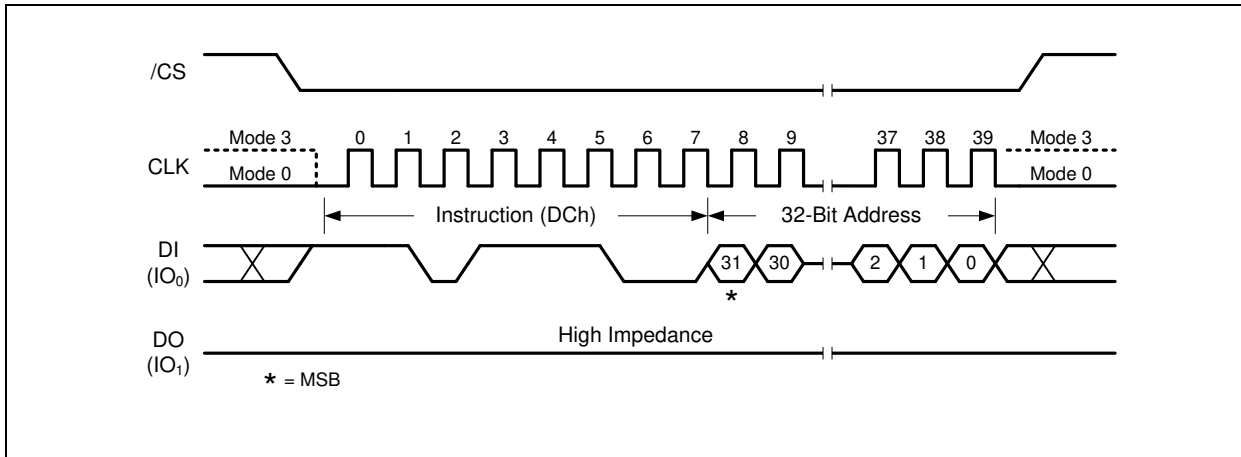 /CS
Mode 3 0 1 2 3 4 5 6 7 8 9 37 38 39 Mode 3
CLK
Mode 0 Mode 0
Instruction (DCh) 32-Bit Address
DI
(IO₀)
31 30 2 1 0
*
High Impedance
DO
(IO₁)
* = MSB